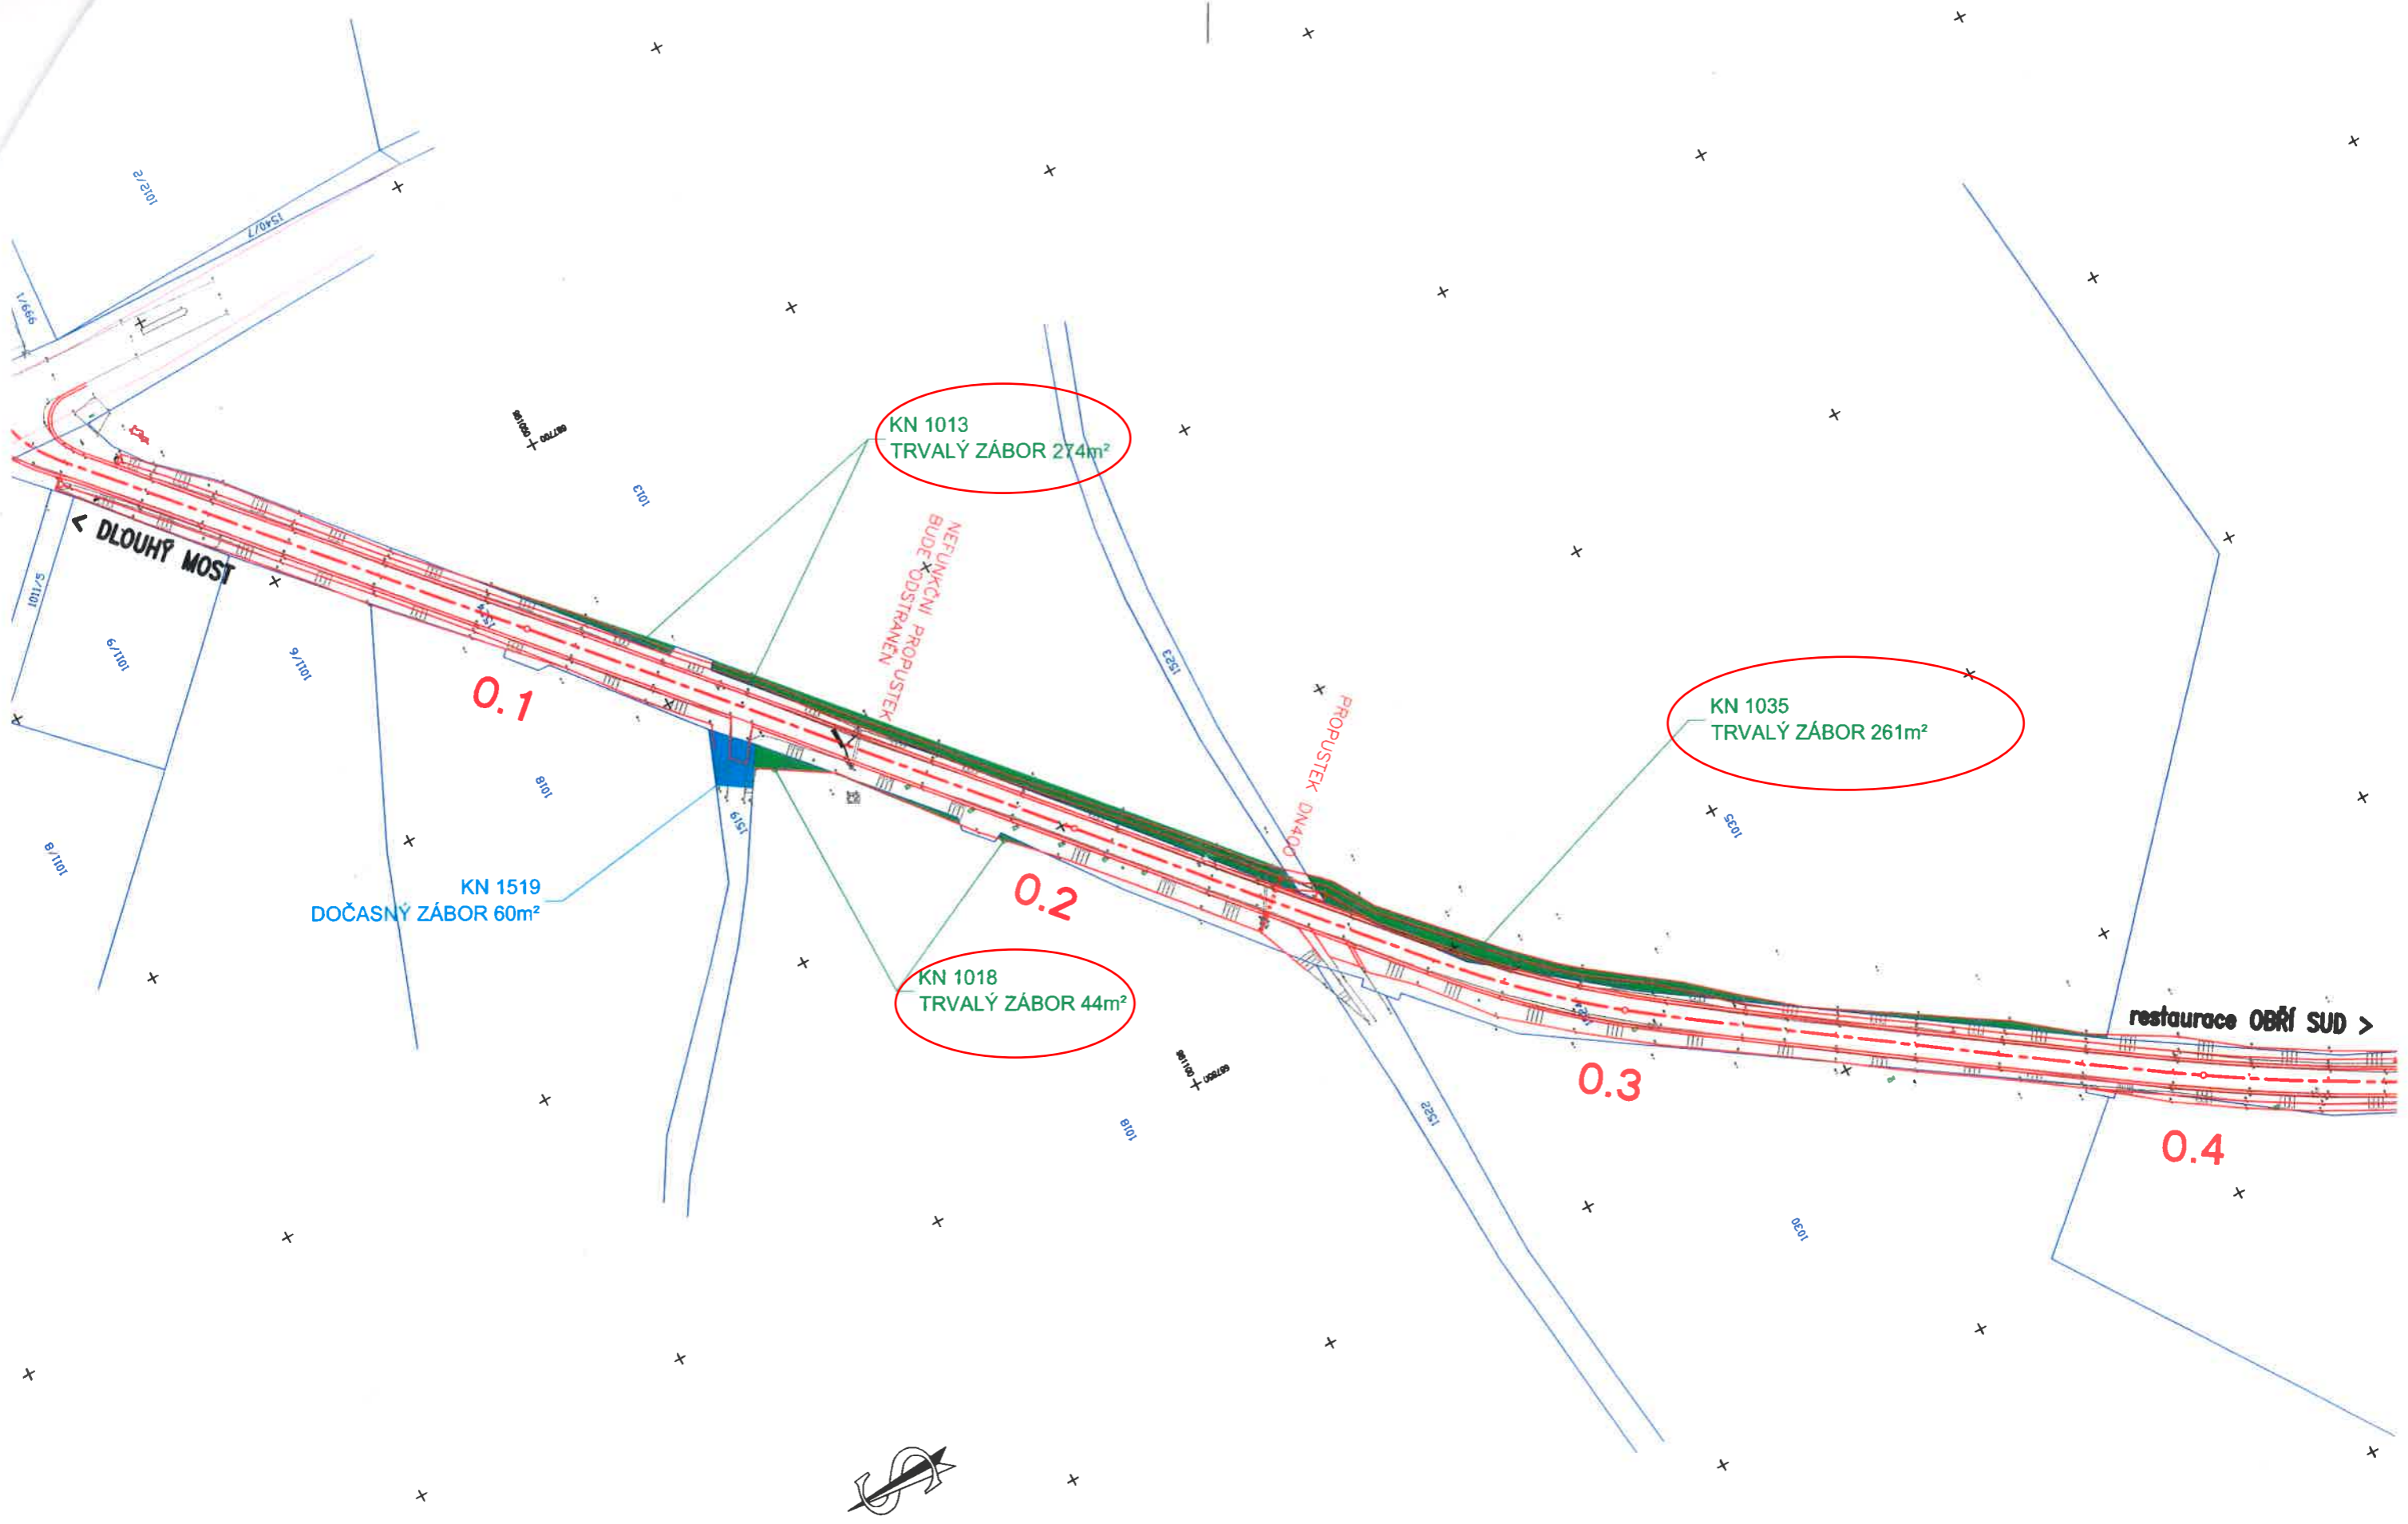 1012/2
1540/7
999/1
KN 1013
TRVALÝ ZÁBOR 274m²
1013
NEFUNKČNÍ PROPUSTEK
BUDE ODSTRANĚN
< DLOUHÝ MOST
1011/5
1011/9
1011/6
0.1
1523
PROPUSTEK DN400
KN 1035
TRVALÝ ZÁBOR 261m²
1035
1018
1519
1011/8
KN 1519
DOČASNÝ ZÁBOR 60m²
0.2
KN 1018
TRVALÝ ZÁBOR 44m²
restaurace OBŘÍ SUD >
0.3
1018
1522
0.4
1030
S